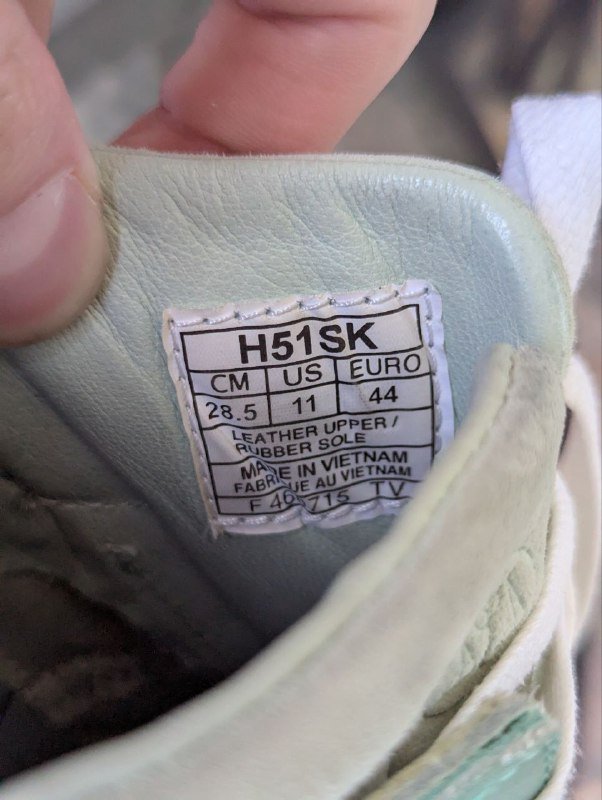 H51SK
CM US EURO
28.5 11 44
LEATHER UPPER /
RUBBER SOLE
MADE IN VIETNAM
FABRIQUE AU VIETNAM
TV